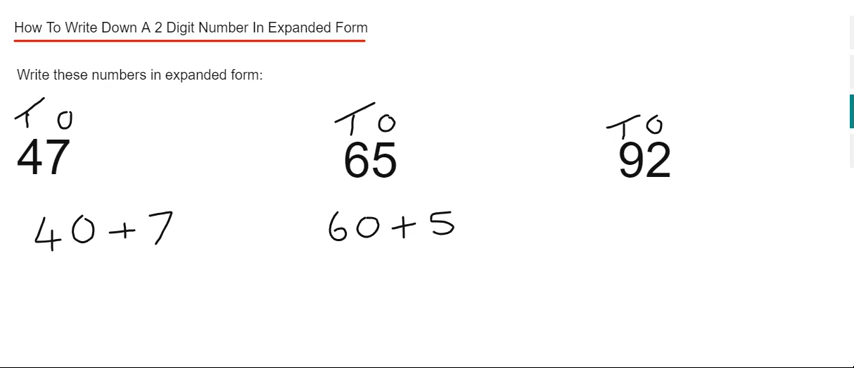 How To Write Down A 2 Digit Number In Expanded Form
Write these numbers in expanded form:
T O T O T O
47 65 92
40+7 60+5